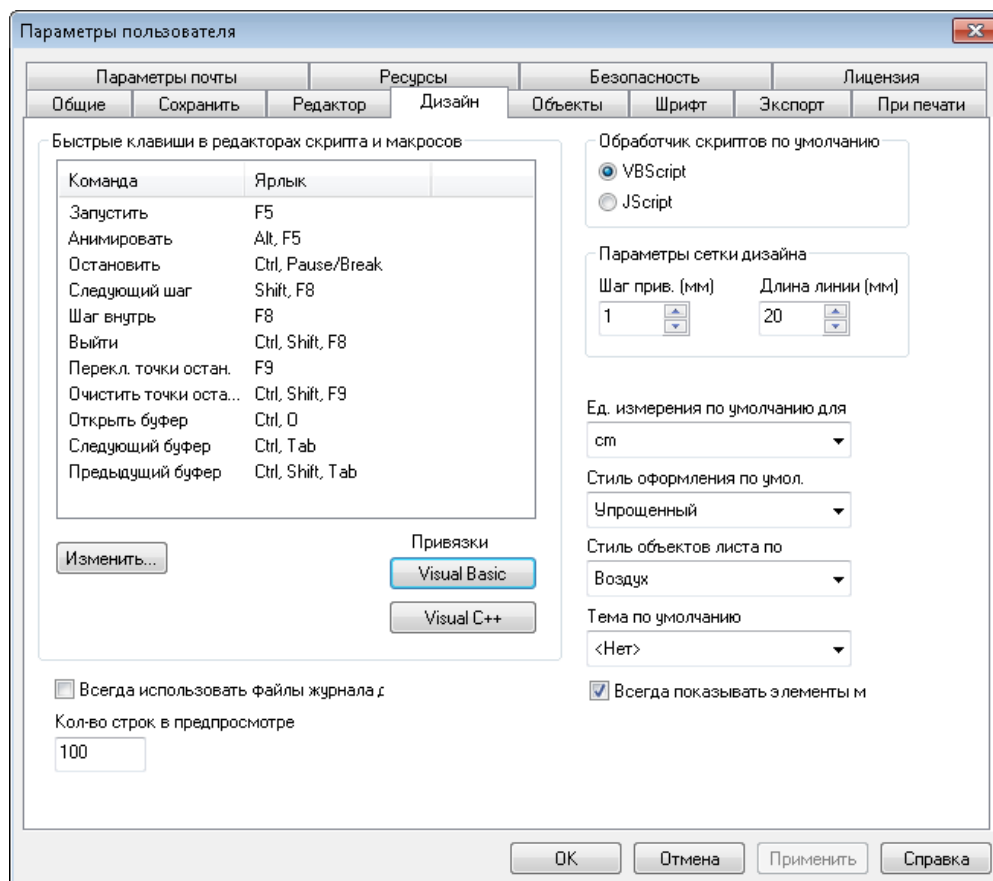 Параметры пользователя
Параметры почты Ресурсы Безопасность Лицензия
Общие Сохранить Редактор Дизайн Объекты Шрифт Экспорт При печати
Быстрые клавиши в редакторах скрипта и макросов
Команда Ярлык
Запустить F5
Анимировать Alt, F5
Остановить Ctrl, Pause/Break
Следующий шаг Shift, F8
Шаг внутрь F8
Выйти Ctrl, Shift, F8
Перекл. точки остан. F9
Очистить точки оста... Ctrl, Shift, F9
Открыть буфер Ctrl, O
Следующий буфер Ctrl, Tab
Предыдущий буфер Ctrl, Shift, Tab
Изменить...
Привязки
Visual Basic
Visual C++
Всегда использовать файлы журнала д
Кол-во строк в предпросмотре
100
Обработчик скриптов по умолчанию
VBScript
JScript
Параметры сетки дизайна
Шаг прив. (мм) Длина линии (мм)
1 20
Ед. измерения по умолчанию для
cm
Стиль оформления по умол.
Упрощенный
Стиль объектов листа по
Воздух
Тема по умолчанию
<Нет>
Всегда показывать элементы м
OK Отмена Применить Справка